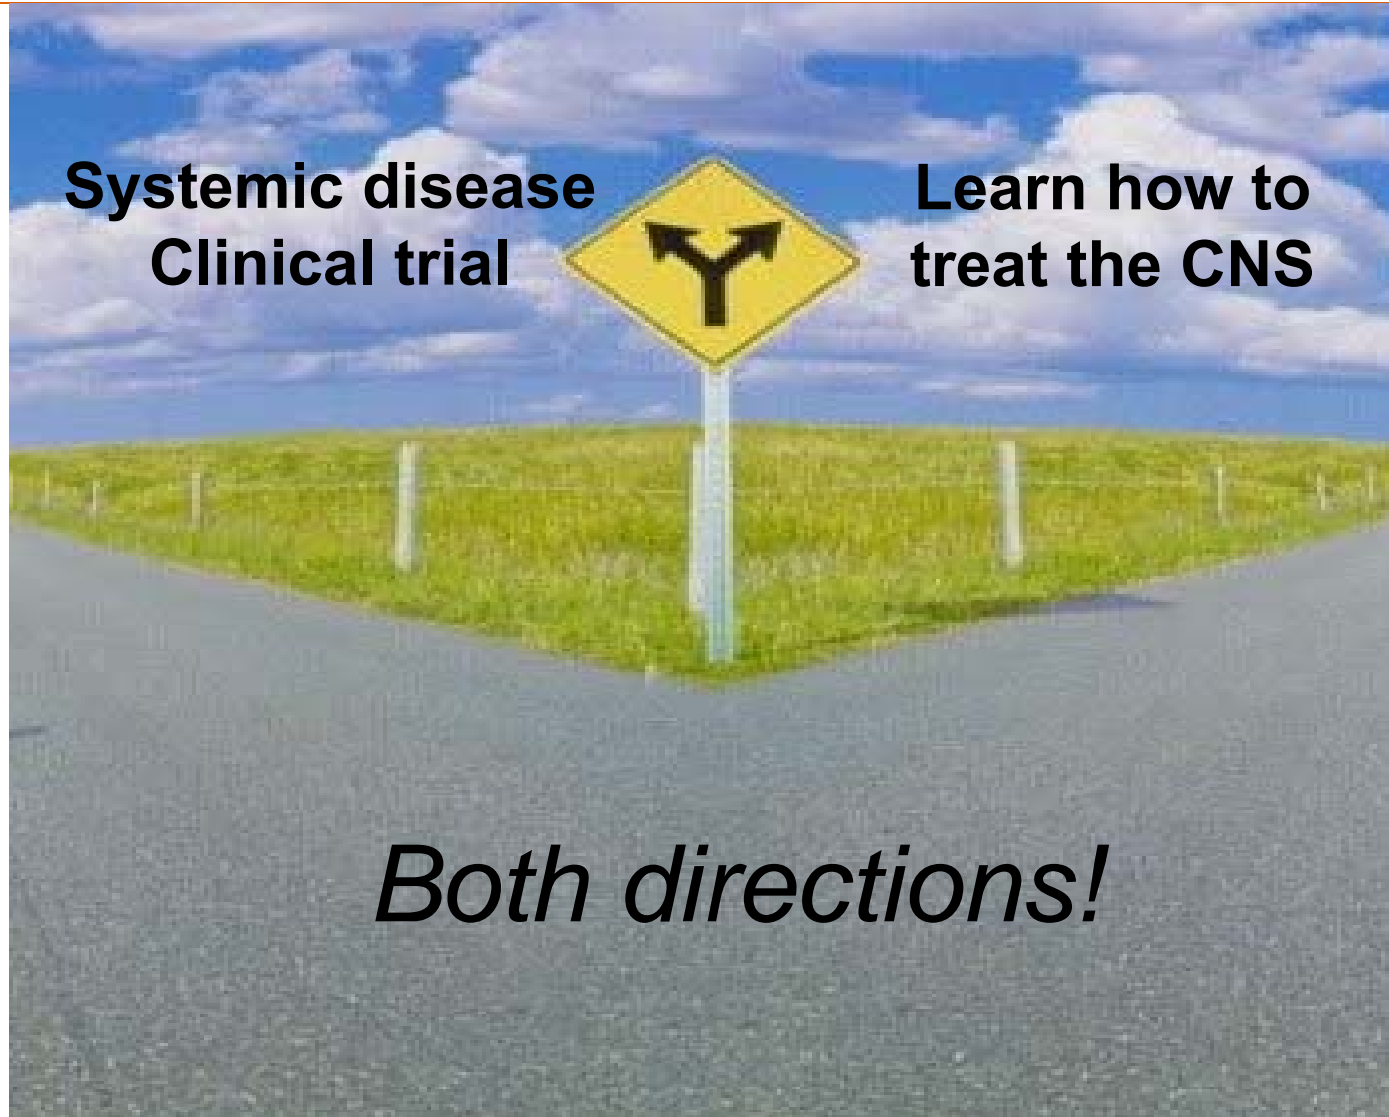 Systemic disease
Clinical trial
Learn how to
treat the CNS
Both directions!